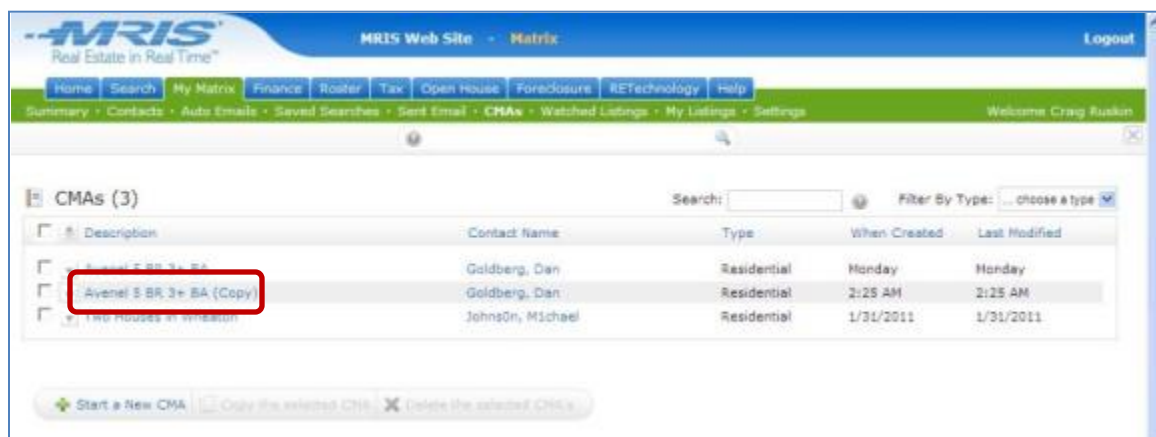 MRIS
Real Estate in Real Time™
MRIS Web Site - Matrix
Logout
Home Search My Matrix Finance Roster Tax Open House Foreclosure RETechnology Help
Summary · Contacts · Auto Emails · Saved Searches · Sent Email · CMAs · Watched Listings · My Listings · Settings
Welcome Craig Ruskin
CMAs (3)
Search:
Filter By Type: ... choose a type
Description Contact Name Type When Created Last Modified
Avenel 5 BR 3+ BA Goldberg, Dan Residential Monday Monday
Avenel 5 BR 3+ BA (Copy) Goldberg, Dan Residential 2:25 AM 2:25 AM
Two Houses in Wheaton Johns0n, M1chael Residential 1/31/2011 1/31/2011
Start a New CMA Copy the selected CMA Delete the selected CMAs